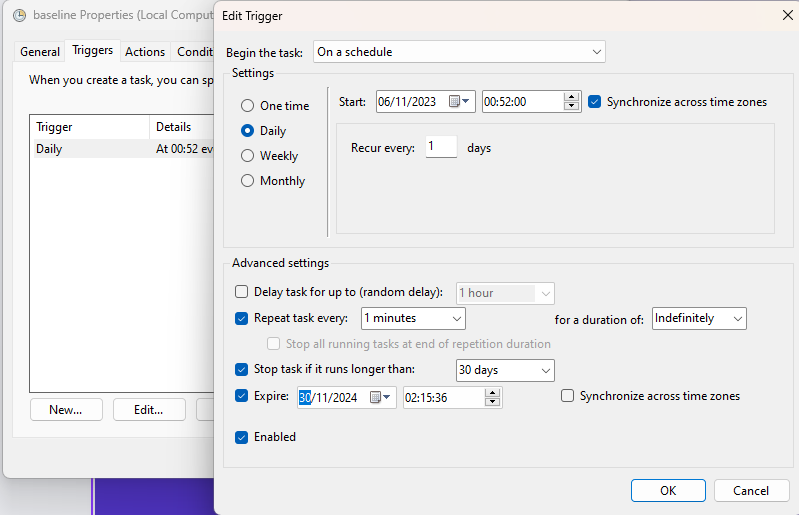 baseline Properties (Local Comput
General Triggers Actions Condit
When you create a task, you can sp
Trigger Details
Daily At 00:52 ev
New... Edit...
Edit Trigger
Begin the task: On a schedule
Settings
One time
Daily
Weekly
Monthly
Start: 06/11/2023 00:52:00 Synchronize across time zones
Recur every: 1 days
Advanced settings
Delay task for up to (random delay): 1 hour
Repeat task every: 1 minutes for a duration of: Indefinitely
Stop all running tasks at end of repetition duration
Stop task if it runs longer than: 30 days
Expire: 30/11/2024 02:15:36 Synchronize across time zones
Enabled
OK Cancel